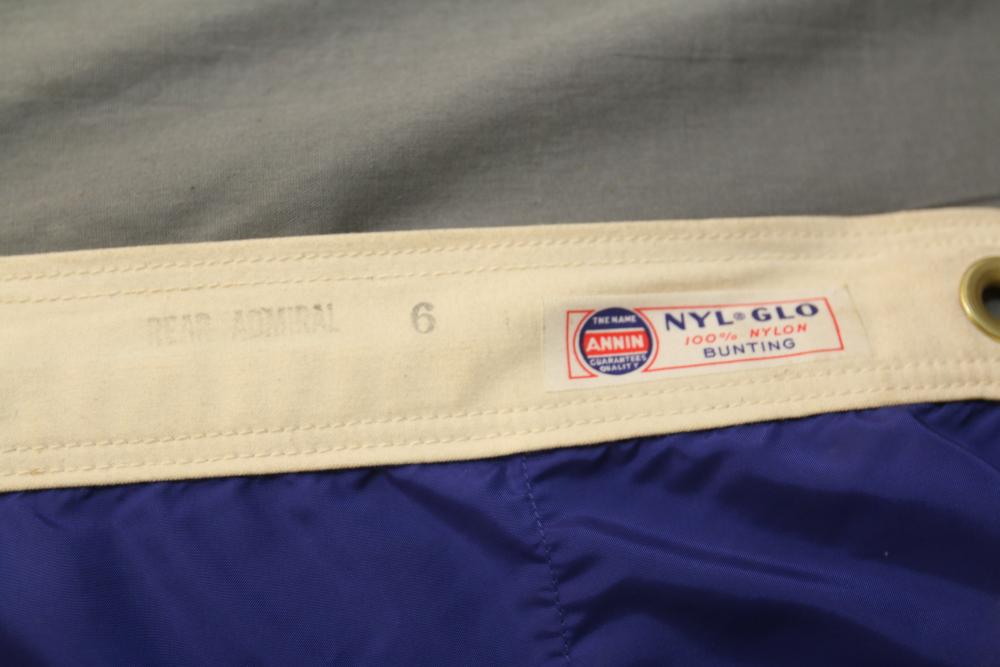 REAR ADMIRAL 6
THE NAME
ANNIN
GUARANTEES
QUALITY
NYL-GLO
100% NYLON
BUNTING